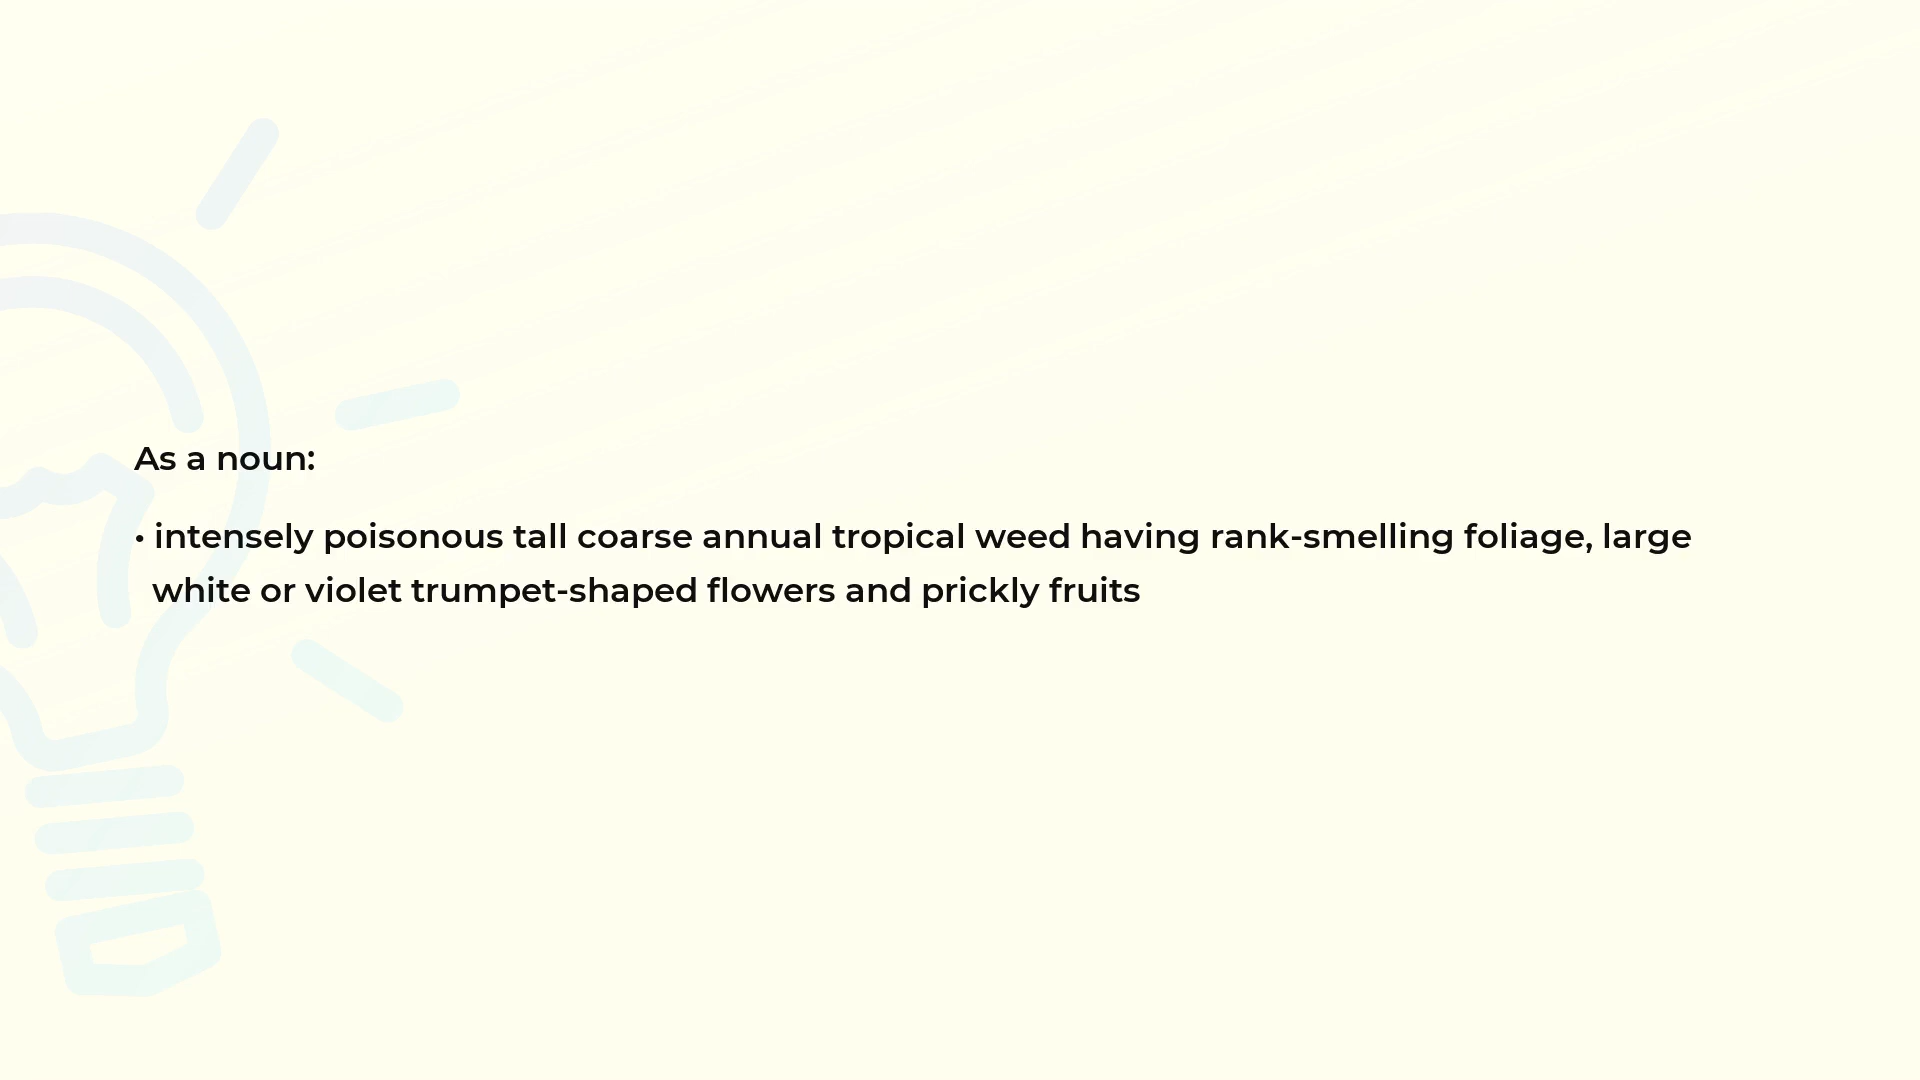 As a noun:
• intensely poisonous tall coarse annual tropical weed having rank-smelling foliage, large
white or violet trumpet-shaped flowers and prickly fruits